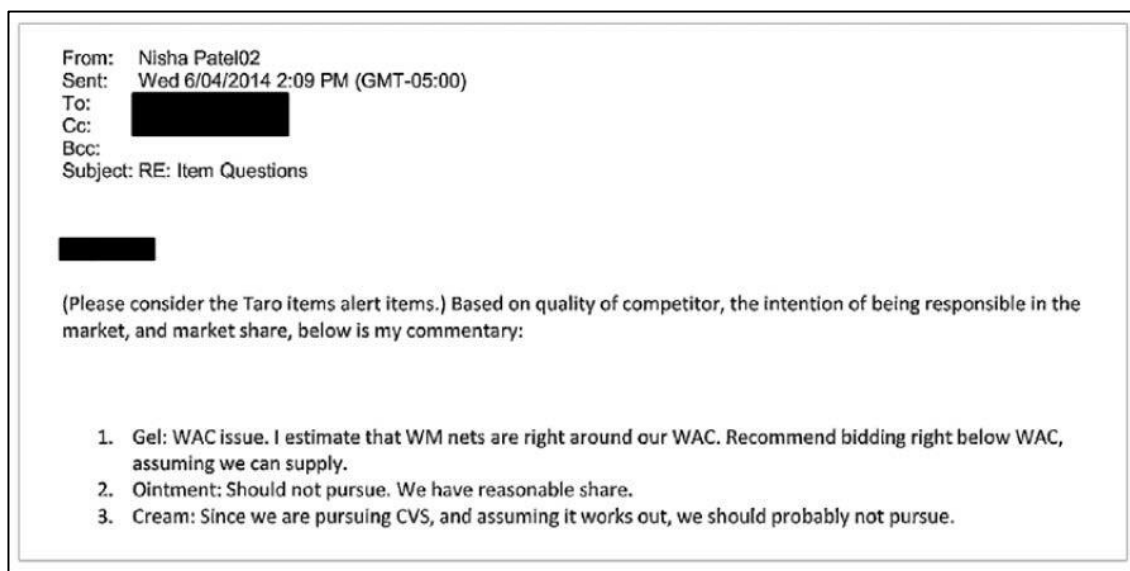 From: Nisha Patel02
Sent: Wed 6/04/2014 2:09 PM (GMT-05:00)
To:
Cc:
Bcc:
Subject: RE: Item Questions
(Please consider the Taro items alert items.) Based on quality of competitor, the intention of being responsible in the
market, and market share, below is my commentary:
1. Gel: WAC issue. I estimate that WM nets are right around our WAC. Recommend bidding right below WAC,
assuming we can supply.
2. Ointment: Should not pursue. We have reasonable share.
3. Cream: Since we are pursuing CVS, and assuming it works out, we should probably not pursue.